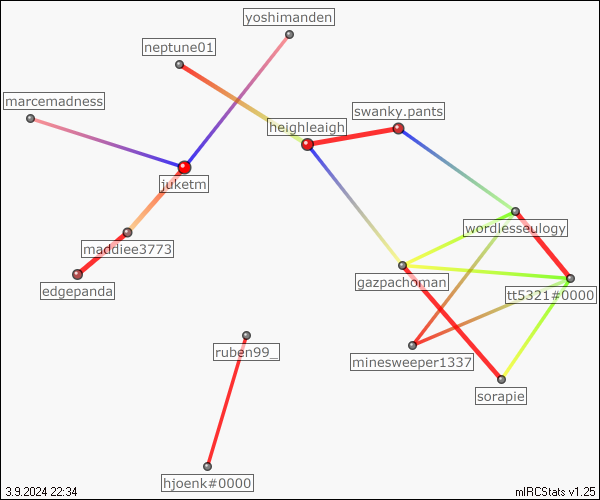 yoshimanden
neptune01
marcemadness
swanky.pants
heighleaigh
juketm
wordlesseulogy
maddiee3773
gazpachoman
edgepanda
tt5321#0000
ruben99_
minesweeper1337
sorapie
hjoenk#0000
3.9.2024 22:34
mIRCStats v1.25